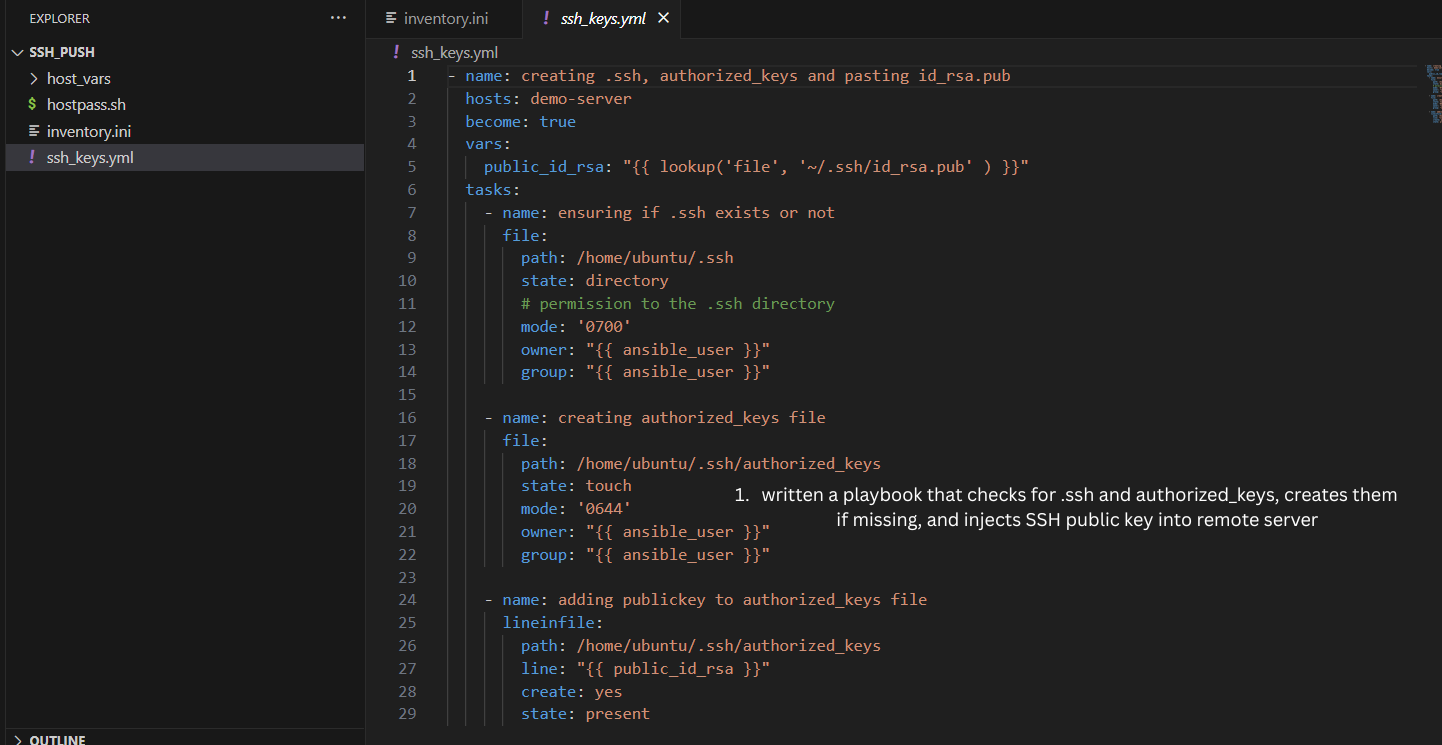 EXPLORER
···
SSH_PUSH
host_vars
$ hostpass.sh
inventory.ini
! ssh_keys.yml
OUTLINE
inventory.ini
! ssh_keys.yml
! ssh_keys.yml
1 - name: creating .ssh, authorized_keys and pasting id_rsa.pub
2   hosts: demo-server
3   become: true
4   vars:
5     public_id_rsa: "{{ lookup('file', '~/.ssh/id_rsa.pub' ) }}"
6   tasks:
7     - name: ensuring if .ssh exists or not
8       file:
9         path: /home/ubuntu/.ssh
10         state: directory
11         # permission to the .ssh directory
12         mode: '0700'
13         owner: "{{ ansible_user }}"
14         group: "{{ ansible_user }}"
15
16     - name: creating authorized_keys file
17       file:
18         path: /home/ubuntu/.ssh/authorized_keys
19         state: touch
20         mode: '0644'
21         owner: "{{ ansible_user }}"
22         group: "{{ ansible_user }}"
23
24     - name: adding publickey to authorized_keys file
25       lineinfile:
26         path: /home/ubuntu/.ssh/authorized_keys
27         line: "{{ public_id_rsa }}"
28         create: yes
29         state: present
1. written a playbook that checks for .ssh and authorized_keys, creates them
if missing, and injects SSH public key into remote server